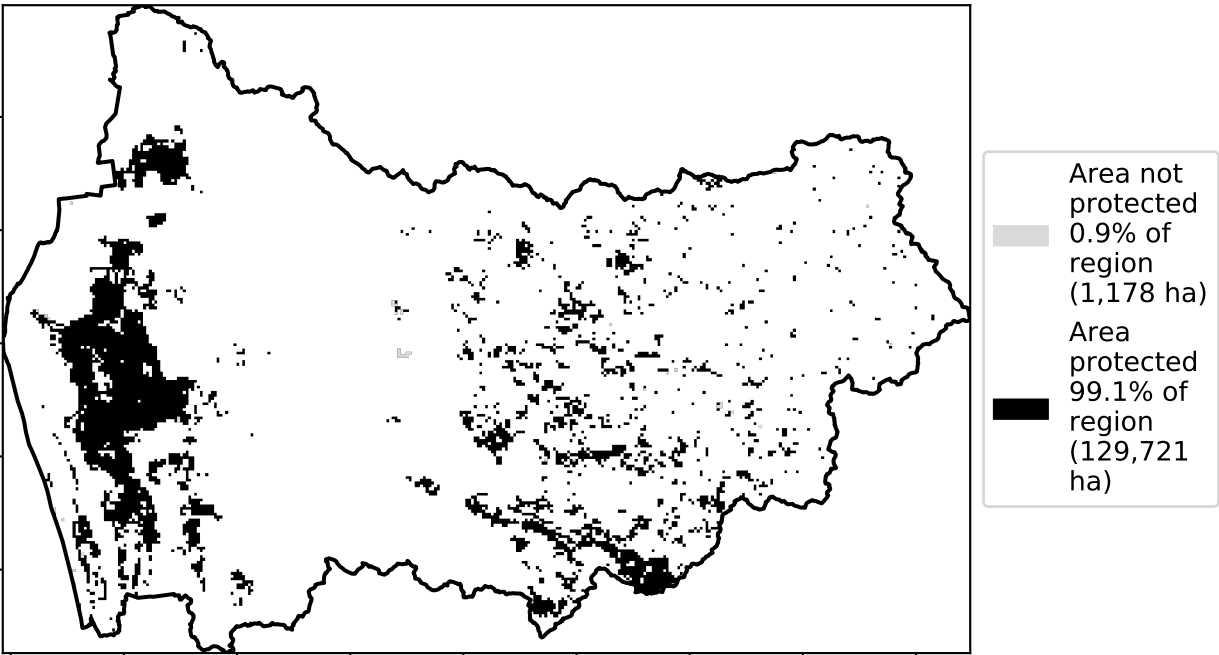 Area not
protected
0.9% of
region
(1,178 ha)
Area
protected
99.1% of
region
(129,721
ha)